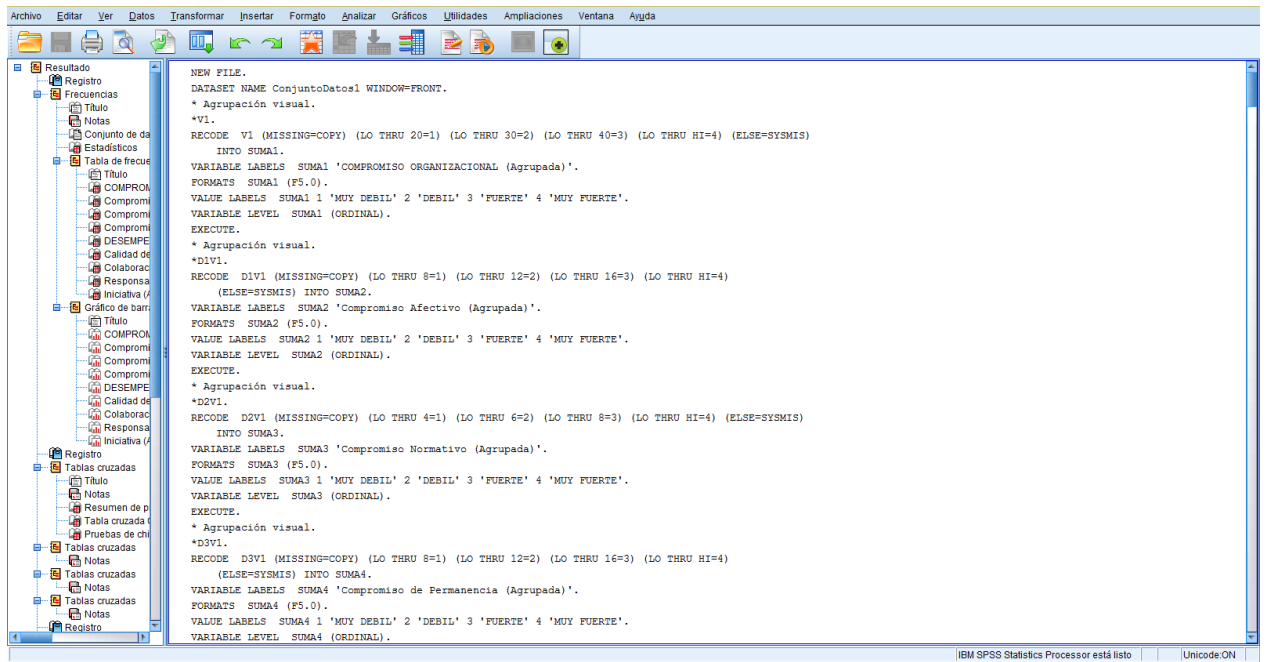 Archivo Editar Ver Datos Transformar Insertar Formato Analizar Gráficos Utilidades Ampliaciones Ventana Ayuda
Resultado
Registro
Frecuencias
Título
Notas
Conjunto de da
Estadísticos
Tabla de frecue
Título
COMPROM
Compromi
Compromi
Compromi
DESEMPE
Calidad de
Colaborac
Responsa
Iniciativa (A
Gráfico de barr
Título
COMPROM
Compromi
Compromi
Compromi
DESEMPE
Calidad de
Colaborac
Responsa
Iniciativa (A
Registro
Tablas cruzadas
Título
Notas
Resumen de p
Tabla cruzada
Pruebas de chi
Tablas cruzadas
Notas
Tablas cruzadas
Notas
Tablas cruzadas
Notas
Registro
NEW FILE.
DATASET NAME ConjuntoDatos1 WINDOW=FRONT.
* Agrupación visual.
*V1.
RECODE V1 (MISSING=COPY) (LO THRU 20=1) (LO THRU 30=2) (LO THRU 40=3) (LO THRU HI=4) (ELSE=SYSMIS)
INTO SUMA1.
VARIABLE LABELS SUMA1 'COMPROMISO ORGANIZACIONAL (Agrupada)'.
FORMATS SUMA1 (F5.0).
VALUE LABELS SUMA1 1 'MUY DEBIL' 2 'DEBIL' 3 'FUERTE' 4 'MUY FUERTE'.
VARIABLE LEVEL SUMA1 (ORDINAL).
EXECUTE.
* Agrupación visual.
*D1V1.
RECODE D1V1 (MISSING=COPY) (LO THRU 8=1) (LO THRU 12=2) (LO THRU 16=3) (LO THRU HI=4)
(ELSE=SYSMIS) INTO SUMA2.
VARIABLE LABELS SUMA2 'Compromiso Afectivo (Agrupada)'.
FORMATS SUMA2 (F5.0).
VALUE LABELS SUMA2 1 'MUY DEBIL' 2 'DEBIL' 3 'FUERTE' 4 'MUY FUERTE'.
VARIABLE LEVEL SUMA2 (ORDINAL).
EXECUTE.
* Agrupación visual.
*D2V1.
RECODE D2V1 (MISSING=COPY) (LO THRU 4=1) (LO THRU 6=2) (LO THRU 8=3) (LO THRU HI=4) (ELSE=SYSMIS)
INTO SUMA3.
VARIABLE LABELS SUMA3 'Compromiso Normativo (Agrupada)'.
FORMATS SUMA3 (F5.0).
VALUE LABELS SUMA3 1 'MUY DEBIL' 2 'DEBIL' 3 'FUERTE' 4 'MUY FUERTE'.
VARIABLE LEVEL SUMA3 (ORDINAL).
EXECUTE.
* Agrupación visual.
*D3V1.
RECODE D3V1 (MISSING=COPY) (LO THRU 8=1) (LO THRU 12=2) (LO THRU 16=3) (LO THRU HI=4)
(ELSE=SYSMIS) INTO SUMA4.
VARIABLE LABELS SUMA4 'Compromiso de Permanencia (Agrupada)'.
FORMATS SUMA4 (F5.0).
VALUE LABELS SUMA4 1 'MUY DEBIL' 2 'DEBIL' 3 'FUERTE' 4 'MUY FUERTE'.
VARIABLE LEVEL SUMA4 (ORDINAL).
IBM SPSS Statistics Processor está listo Unicode:ON